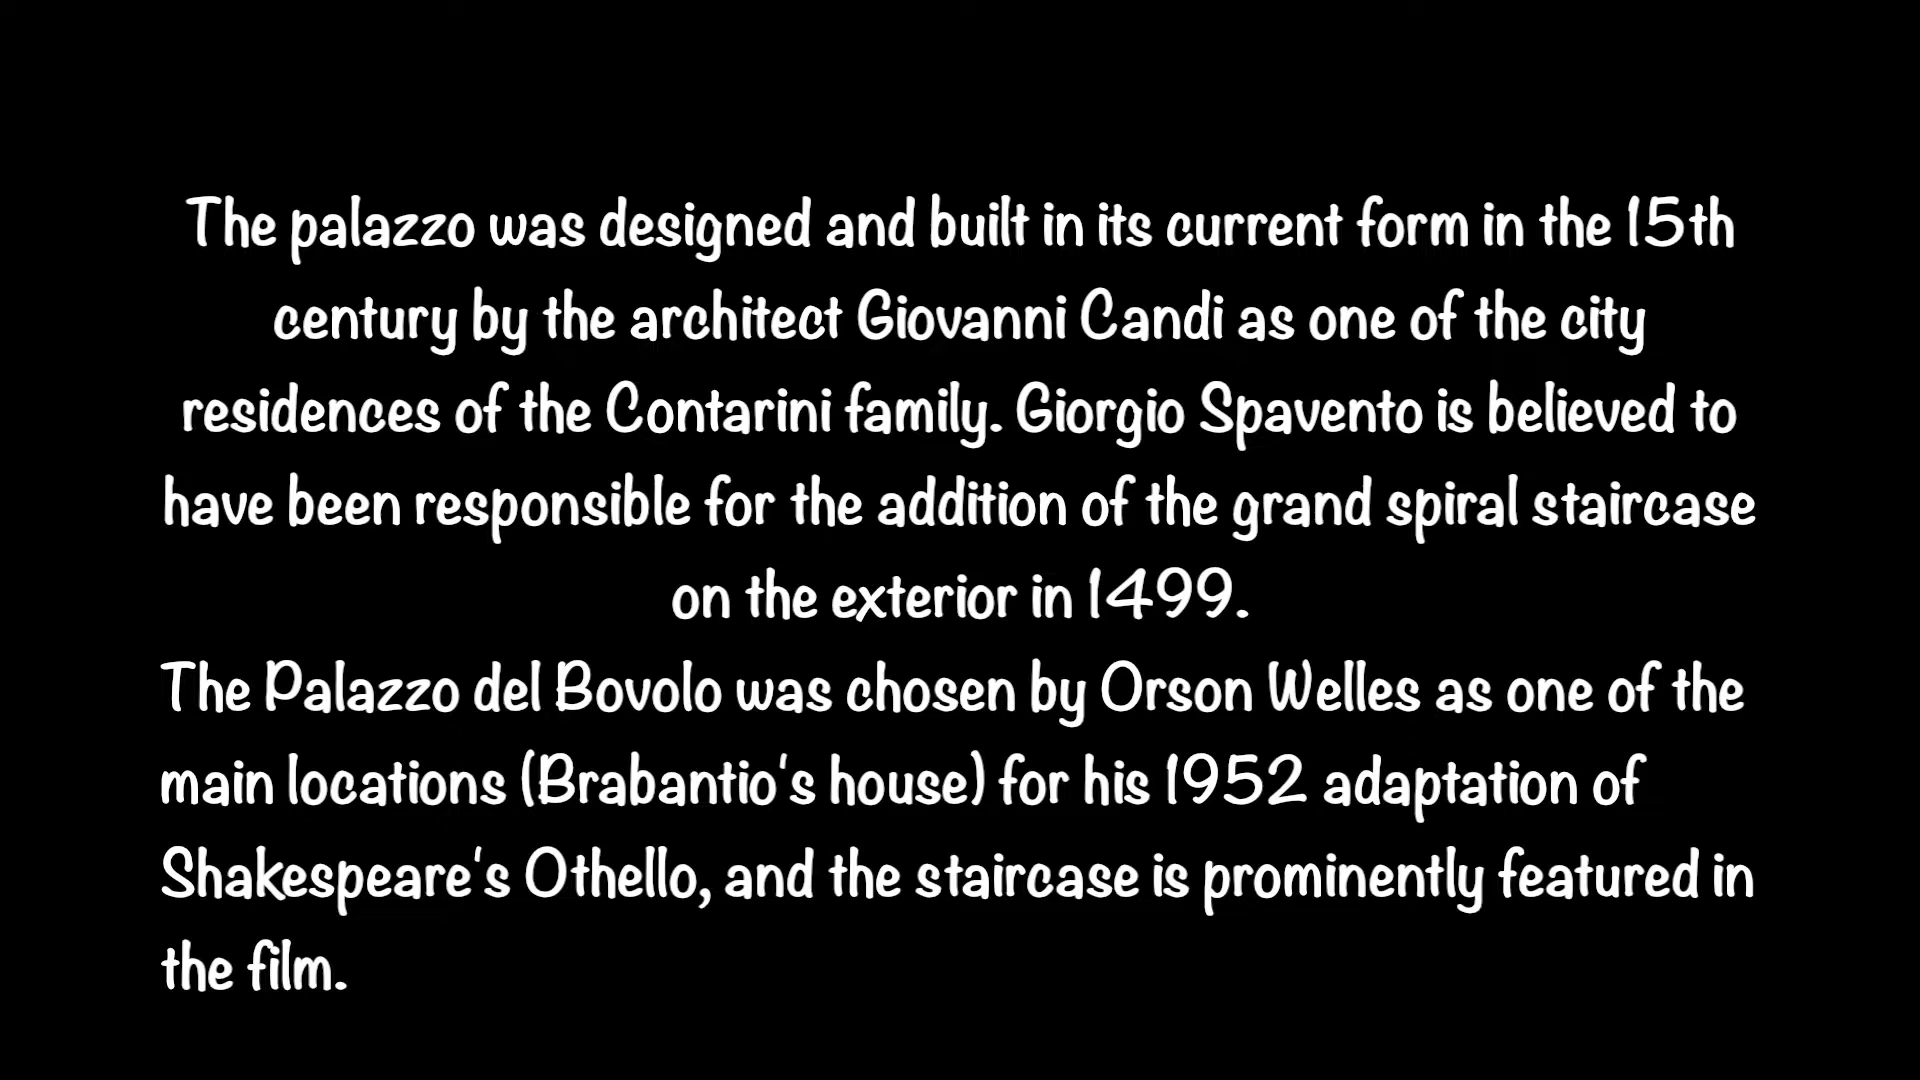 The palazzo was designed and built in its current form in the 15th
century by the architect Giovanni Candi as one of the city
residences of the Contarini family. Giorgio Spavento is believed to
have been responsible for the addition of the grand spiral staircase
on the exterior in 1499.
The Palazzo del Bovolo was chosen by Orson Welles as one of the
main locations (Brabantio's house) for his 1952 adaptation of
Shakespeare's Othello, and the staircase is prominently featured in
the film.